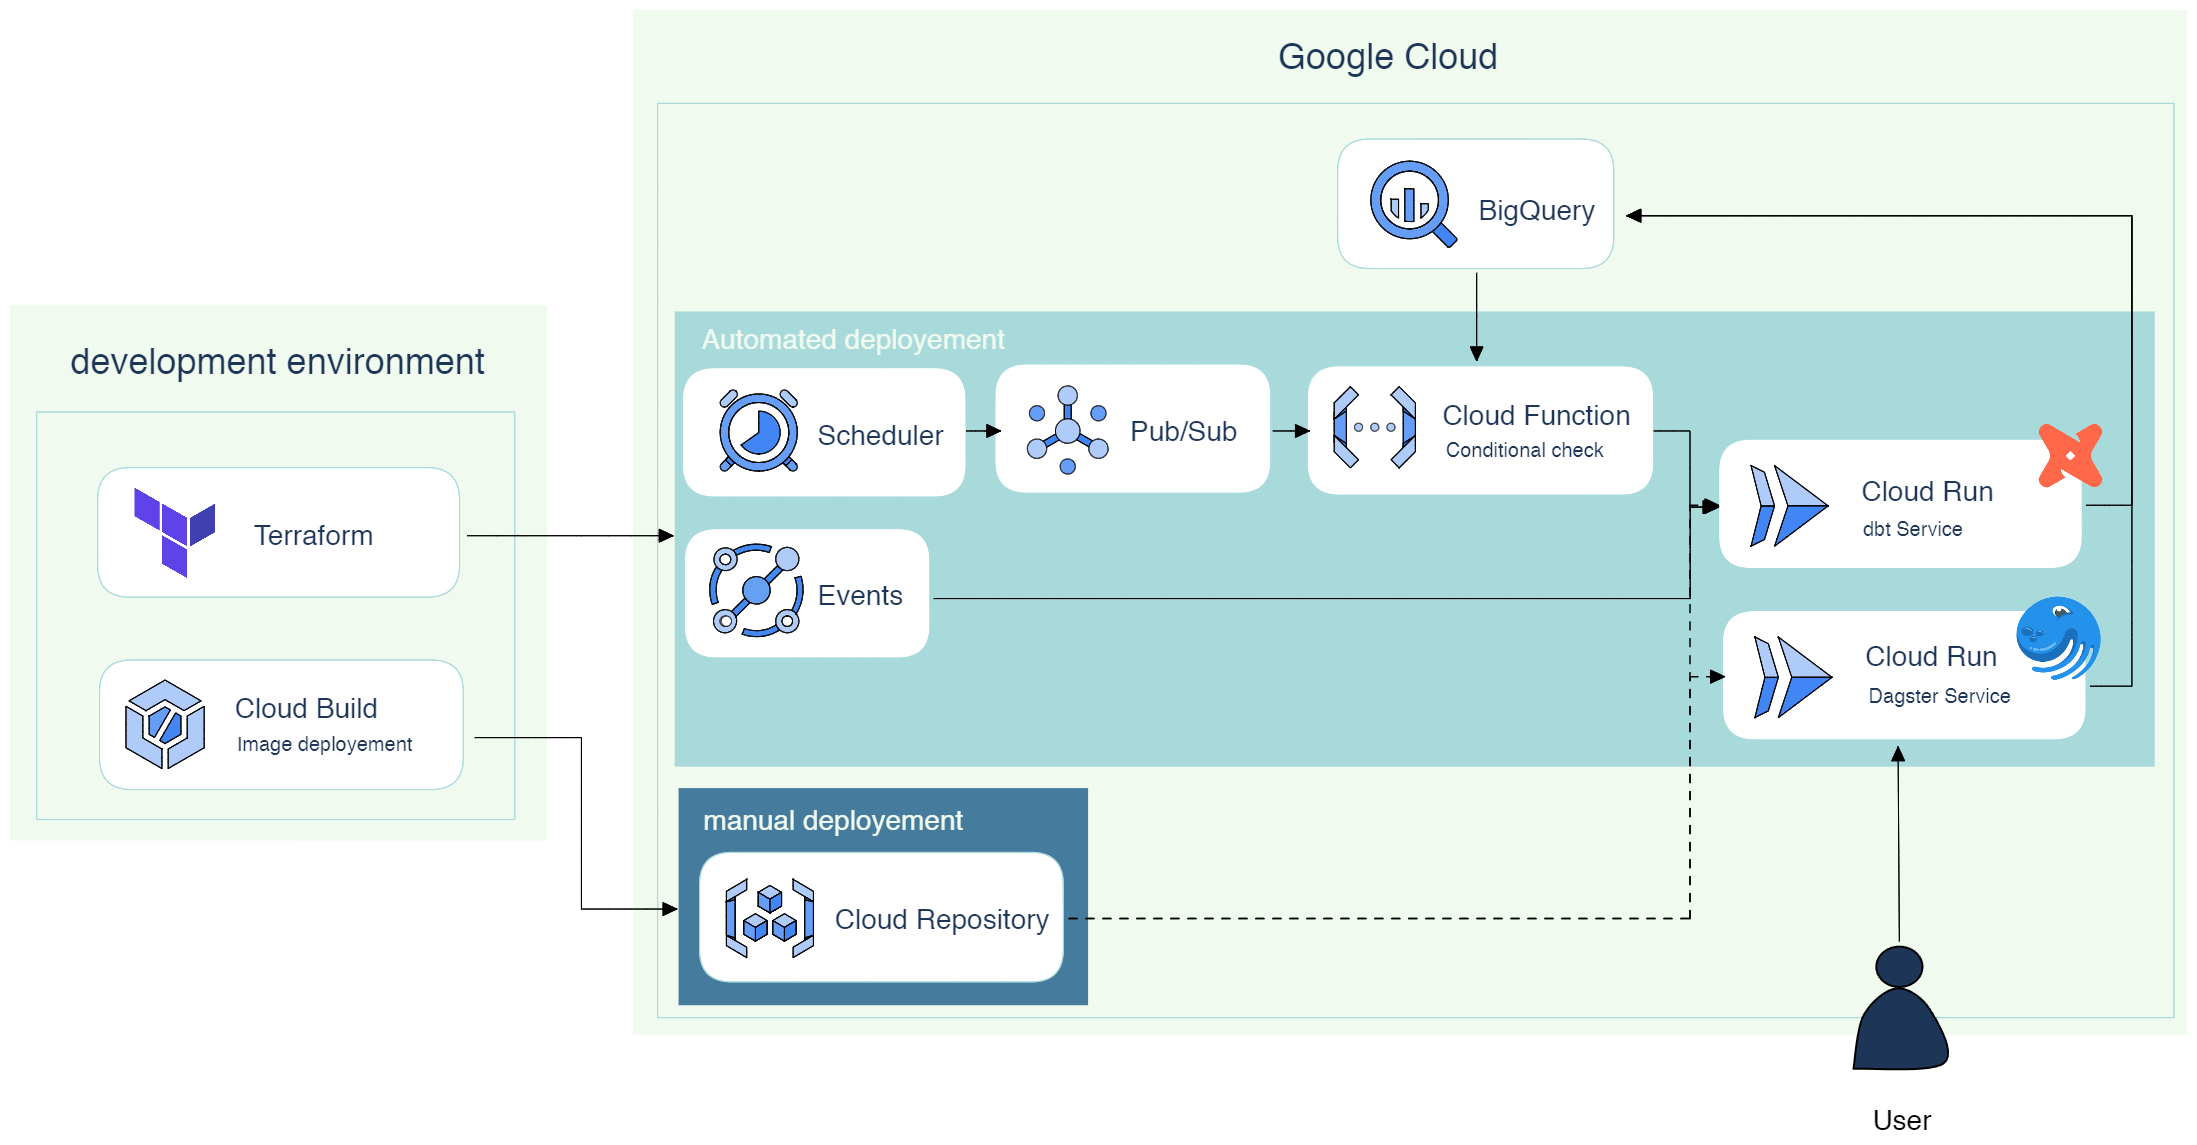 Google Cloud
BigQuery
development environment
Terraform
Cloud Build
Image deployement
Automated deployement
Scheduler
Pub/Sub
Cloud Function
Conditional check
Events
Cloud Run
dbt Service
Cloud Run
Dagster Service
manual deployement
Cloud Repository
User